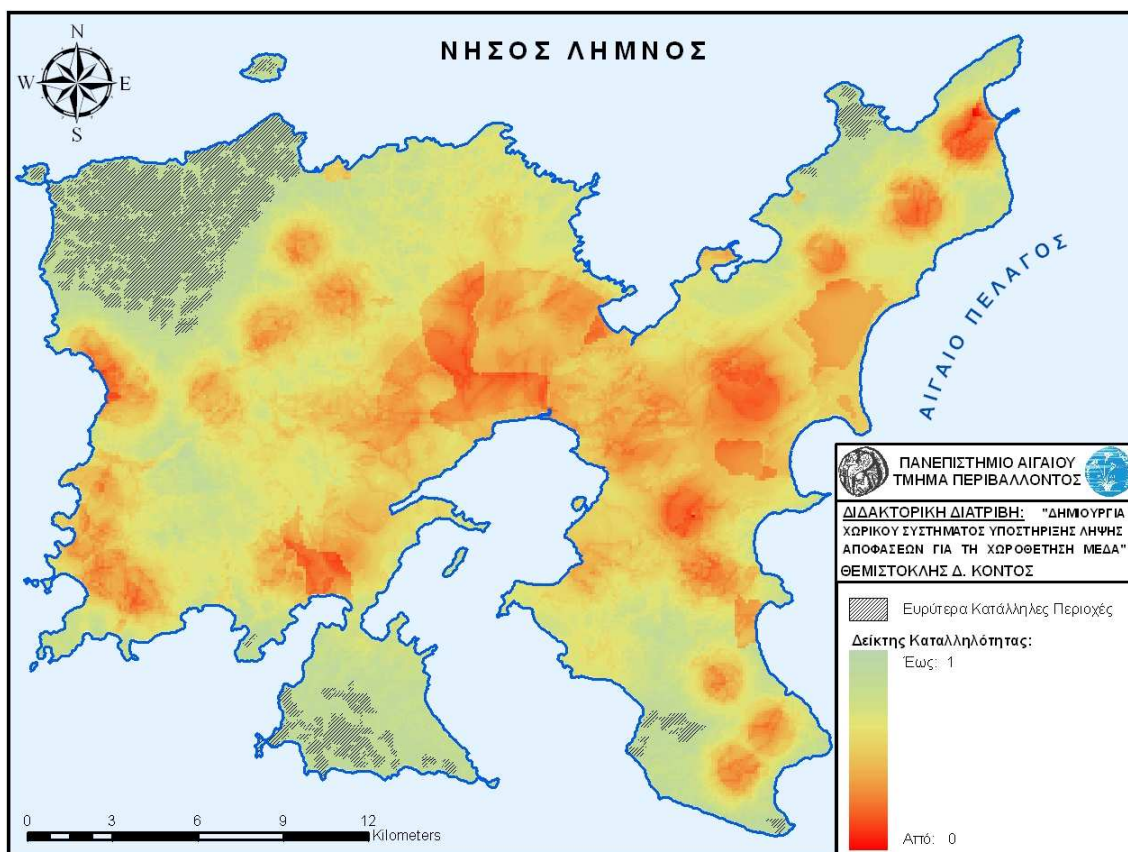 ΝΗΣΟΣ ΛΗΜΝΟΣ
N
W E
S
ΑΙΓΑΙΟ ΠΕΛΑΓΟΣ
ΠΑΝΕΠΙΣΤΗΜΙΟ ΑΙΓΑΙΟΥ
ΤΜΗΜΑ ΠΕΡΙΒΑΛΛΟΝΤΟΣ
ΔΙΔΑΚΤΟΡΙΚΗ ΔΙΑΤΡΙΒΗ: "ΔΗΜΙΟΥΡΓΙΑ
ΧΩΡΙΚΟΥ ΣΥΣΤΗΜΑΤΟΣ ΥΠΟΣΤΗΡΙΞΗΣ ΛΗΨΗΣ
ΑΠΟΦΑΣΕΩΝ ΓΙΑ ΤΗ ΧΩΡΟΘΕΤΗΣΗ ΜΕΔΑ"
ΘΕΜΙΣΤΟΚΛΗΣ Δ. ΚΟΝΤΟΣ
Ευρύτερα Κατάλληλες Περιοχές
Δείκτης Καταλληλότητας:
Έως: 1
Από: 0
0 3 6 9 12
Kilometers